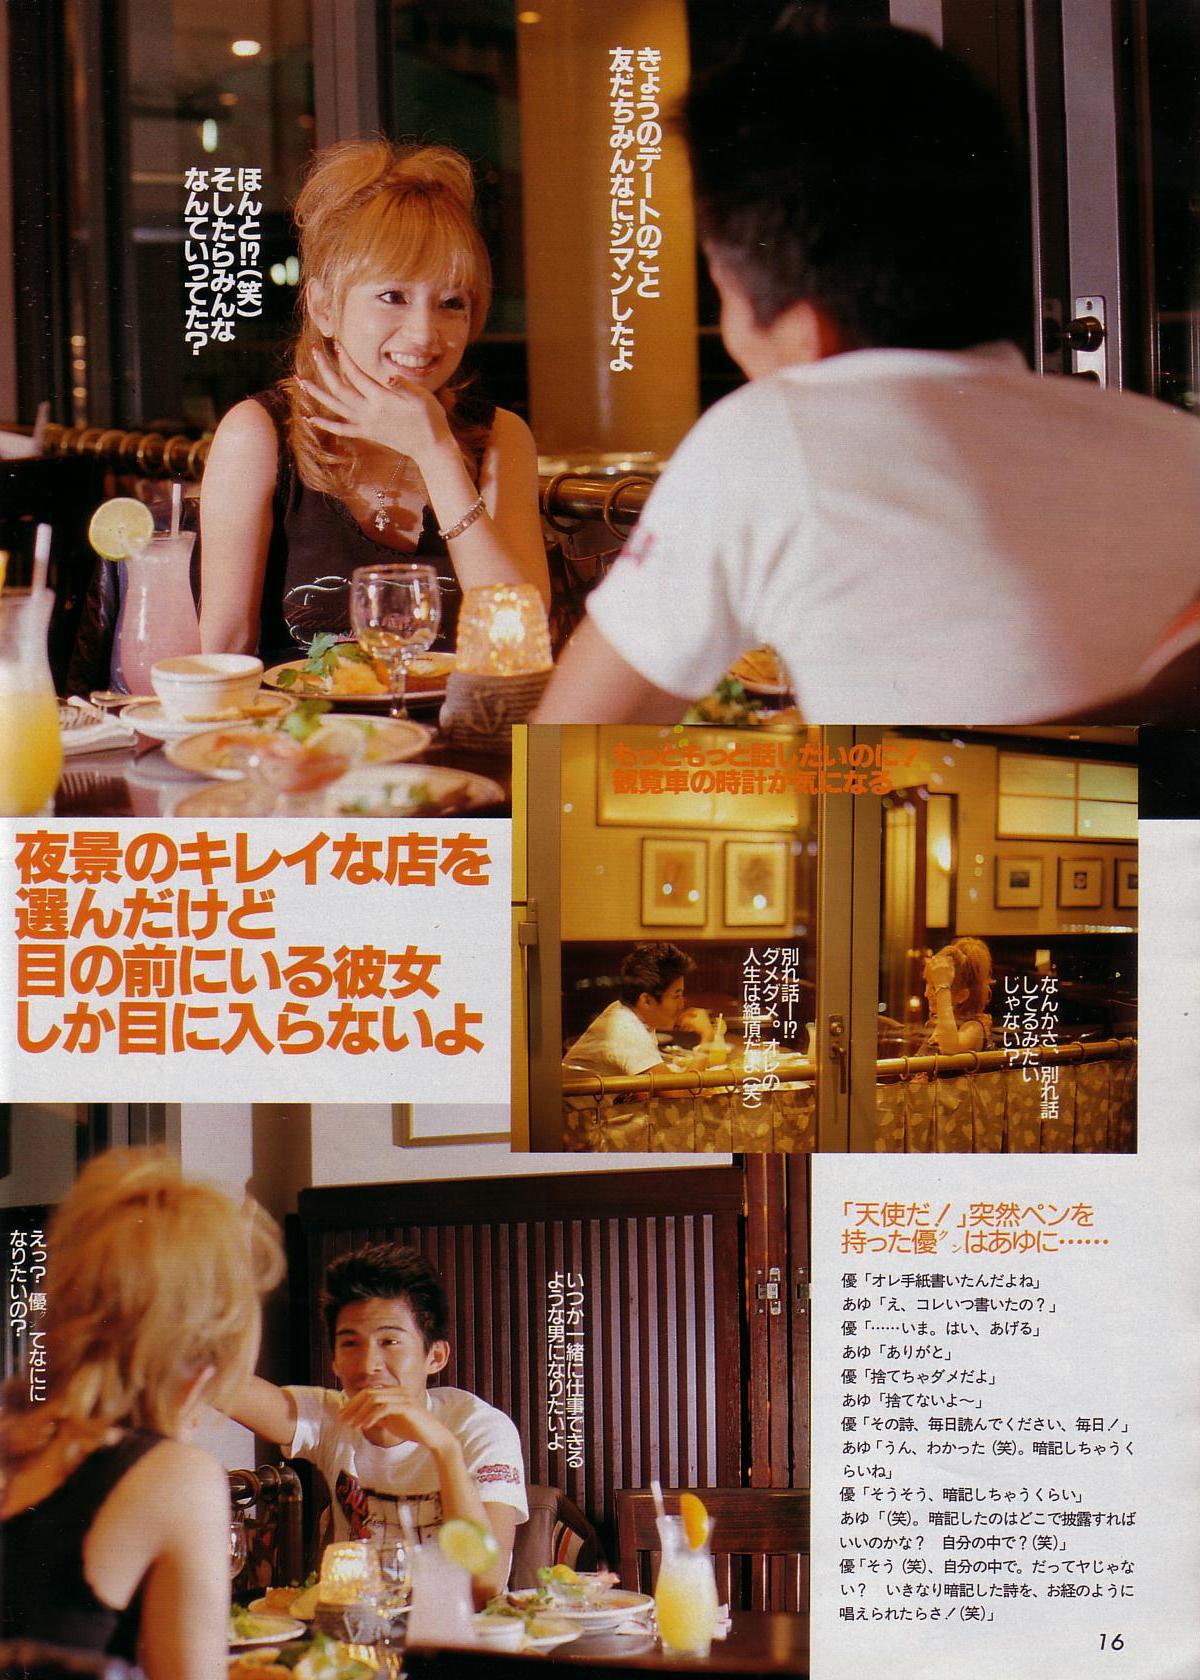 きょうのデートのこと
友だちみんなにジマンしたよ
ほんと!?(笑)
そしたらみんな
なんていってた?
もっともっと話したいのに!
観覧車の時計が気になる
夜景のキレイな店を
選んだけど
目の前にいる彼女
しか目に入らないよ
なんかさ、別れ話
してるみたい
じゃない?
別れ話ー!?
ダメダメ。オレの
人生は絶頂だよ(笑)
いつか一緒に仕事できる
ような男になりたいよ
えっ? 優クンてなにに
なりたいの?
「天使だ!」突然ペンを
持った優クンはあゆに……
優「オレ手紙書いたんだよね」
あゆ「え、コレいつ書いたの?」
優「……いま。はい、あげる」
あゆ「ありがと」
優「捨てちゃダメだよ」
あゆ「捨てないよ〜」
優「その詩、毎日読んでください、毎日!」
あゆ「うん、わかった(笑)。暗記しちゃうく
らいね」
優「そうそう、暗記しちゃうくらい」
あゆ「(笑)。暗記したのはどこで披露すれば
いいのかな? 自分の中で?(笑)」
優「そう(笑)、自分の中で。だってヤじゃな
い? いきなり暗記した詩を、お経のように
唱えられたらさ!(笑)」
16